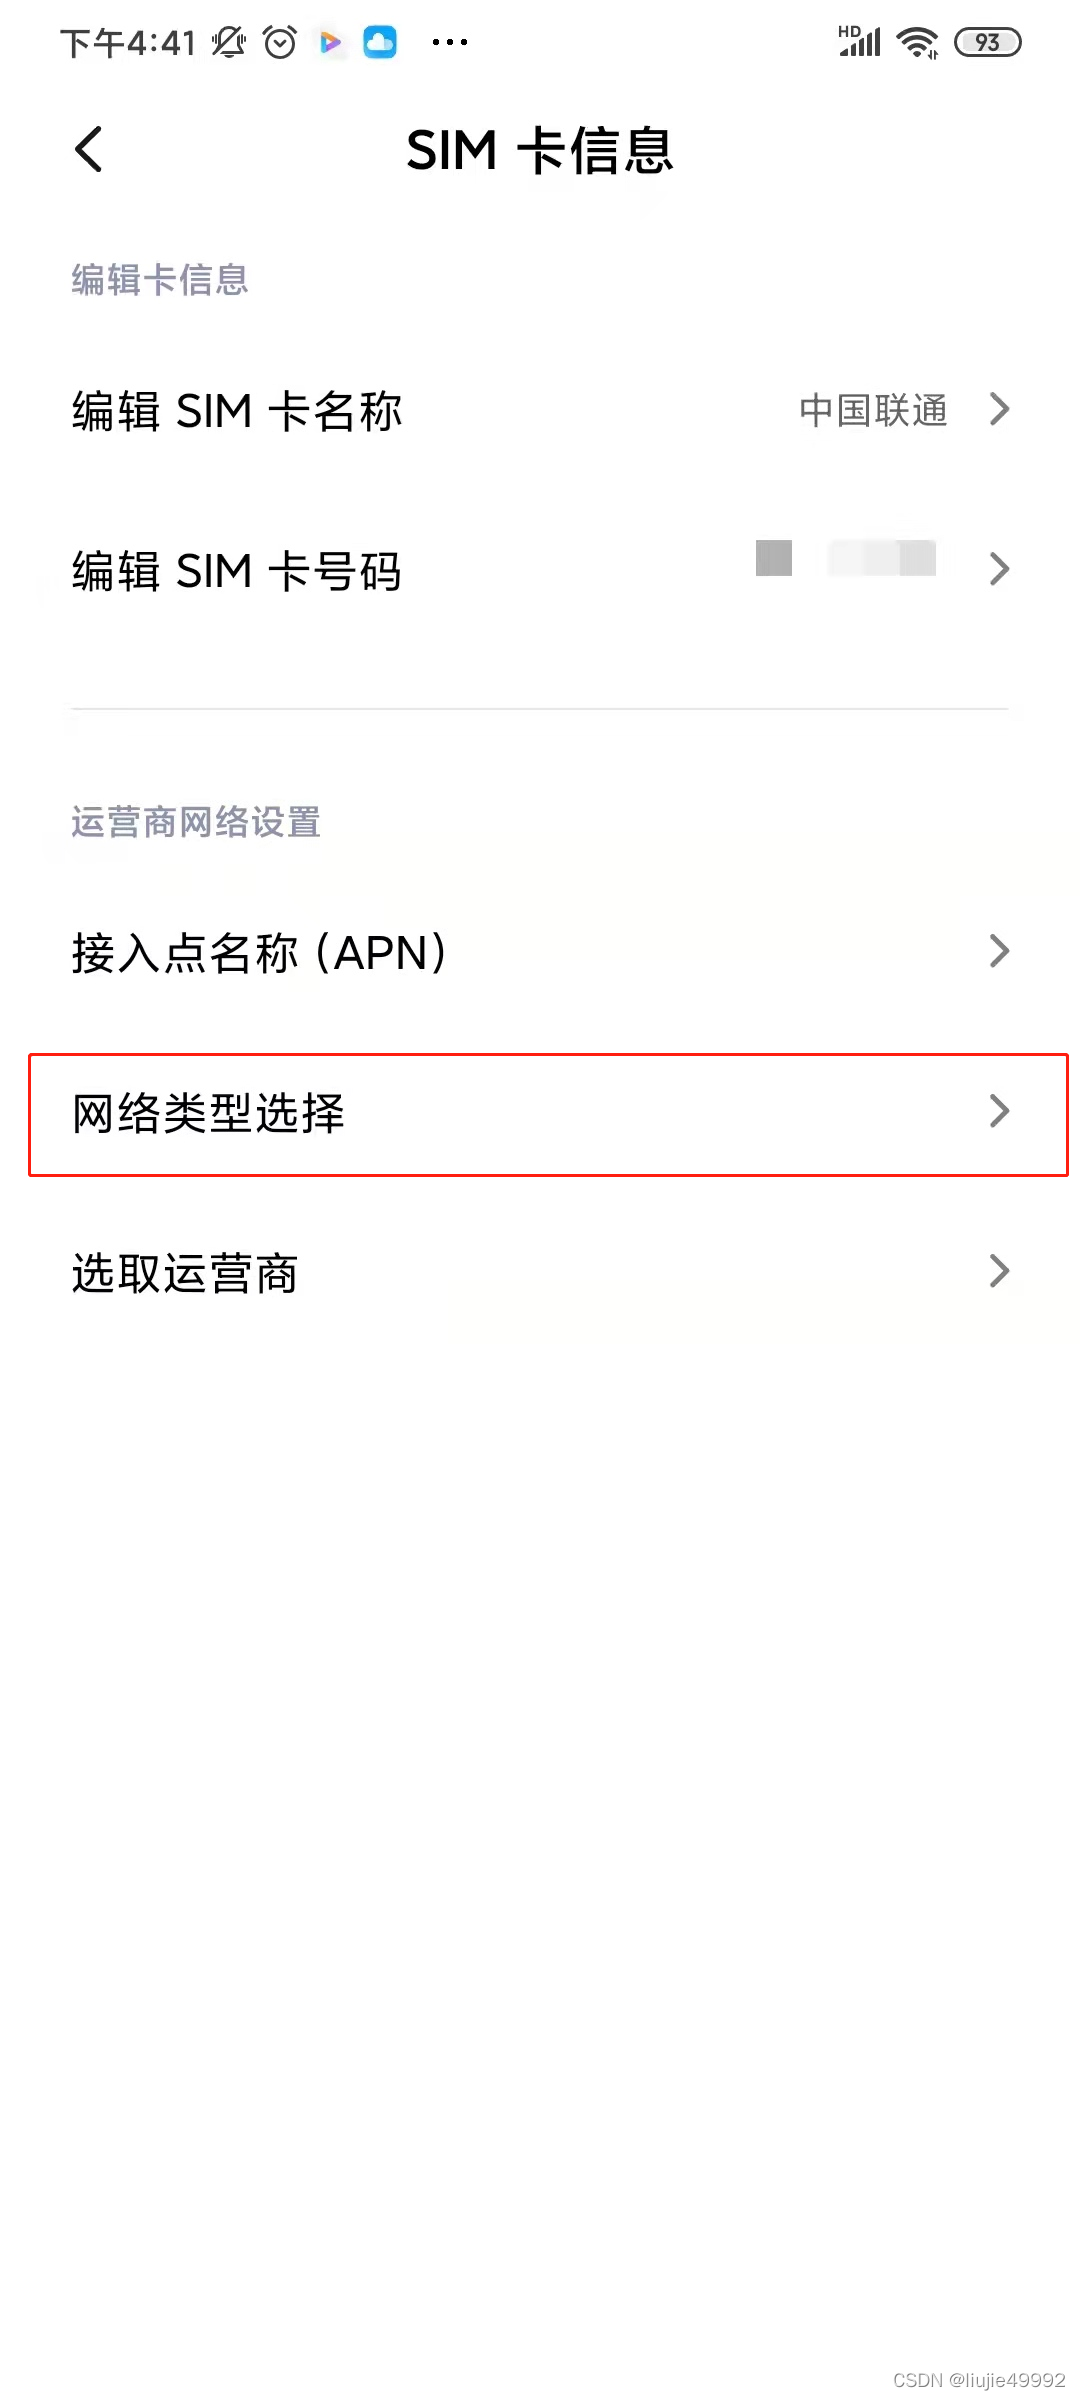 下午4:41
HD
93
SIM 卡信息
编辑卡信息
编辑 SIM 卡名称
中国联通
编辑 SIM 卡号码
运营商网络设置
接入点名称 (APN)
网络类型选择
选取运营商
CSDN @liujie49992